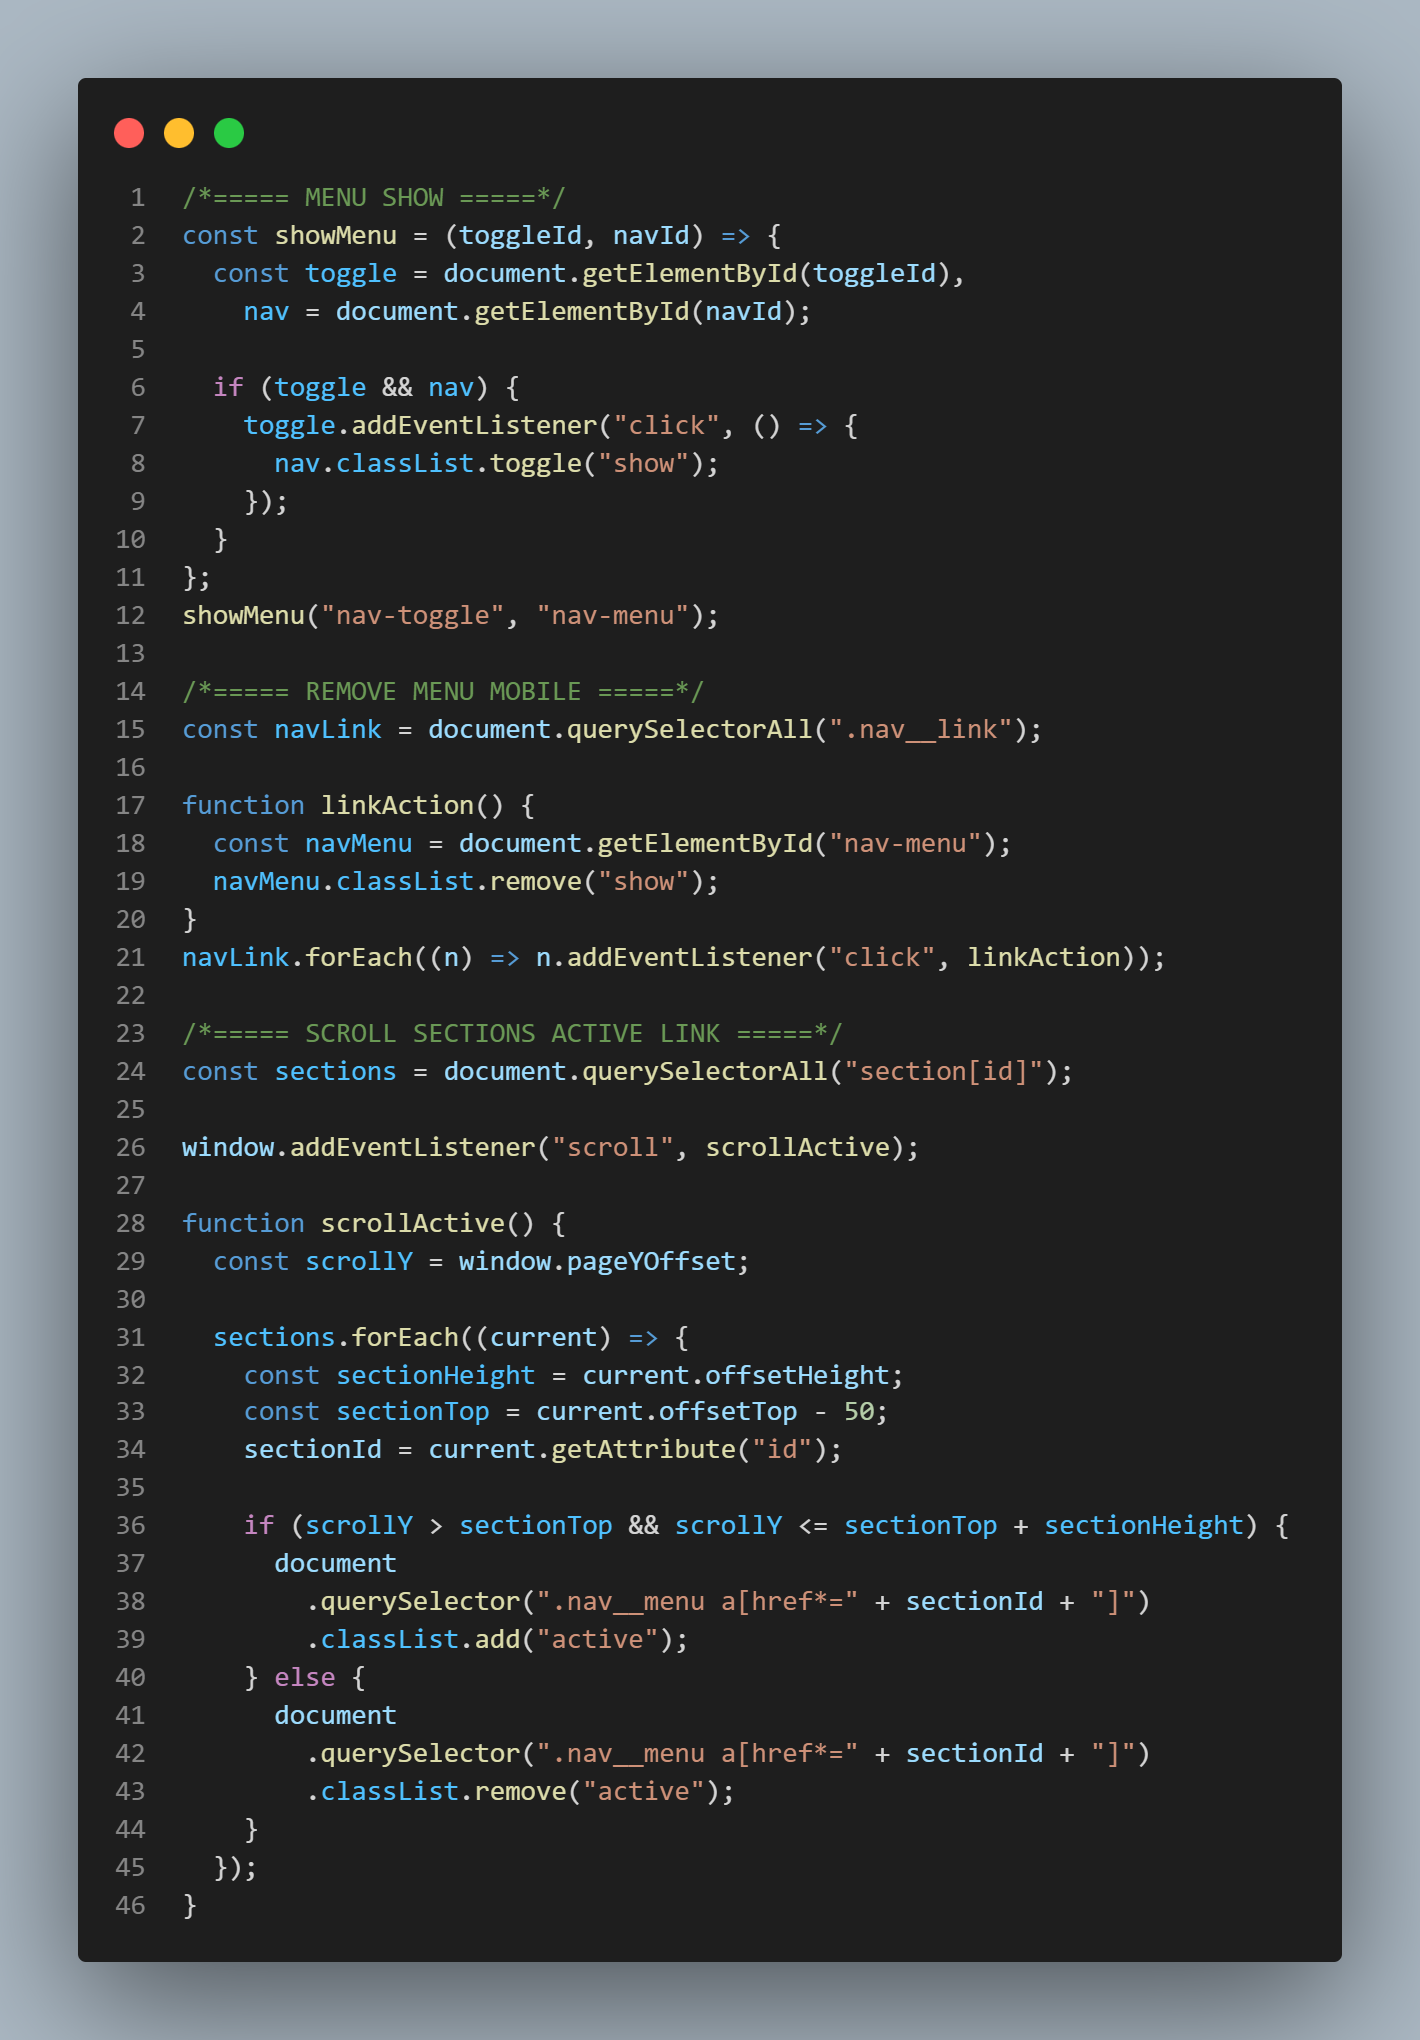 1 /*===== MENU SHOW =====*/
2 const showMenu = (toggleId, navId) => {
3   const toggle = document.getElementById(toggleId),
4     nav = document.getElementById(navId);
5
6   if (toggle && nav) {
7     toggle.addEventListener("click", () => {
8       nav.classList.toggle("show");
9     });
10   }
11 };
12 showMenu("nav-toggle", "nav-menu");
13
14 /*===== REMOVE MENU MOBILE =====*/
15 const navLink = document.querySelectorAll(".nav__link");
16
17 function linkAction() {
18   const navMenu = document.getElementById("nav-menu");
19   navMenu.classList.remove("show");
20 }
21 navLink.forEach((n) => n.addEventListener("click", linkAction));
22
23 /*===== SCROLL SECTIONS ACTIVE LINK =====*/
24 const sections = document.querySelectorAll("section[id]");
25
26 window.addEventListener("scroll", scrollActive);
27
28 function scrollActive() {
29   const scrollY = window.pageYOffset;
30
31   sections.forEach((current) => {
32     const sectionHeight = current.offsetHeight;
33     const sectionTop = current.offsetTop - 50;
34     sectionId = current.getAttribute("id");
35
36     if (scrollY > sectionTop && scrollY <= sectionTop + sectionHeight) {
37       document
38         .querySelector(".nav__menu a[href*=" + sectionId + "]")
39         .classList.add("active");
40     } else {
41       document
42         .querySelector(".nav__menu a[href*=" + sectionId + "]")
43         .classList.remove("active");
44     }
45   });
46 }